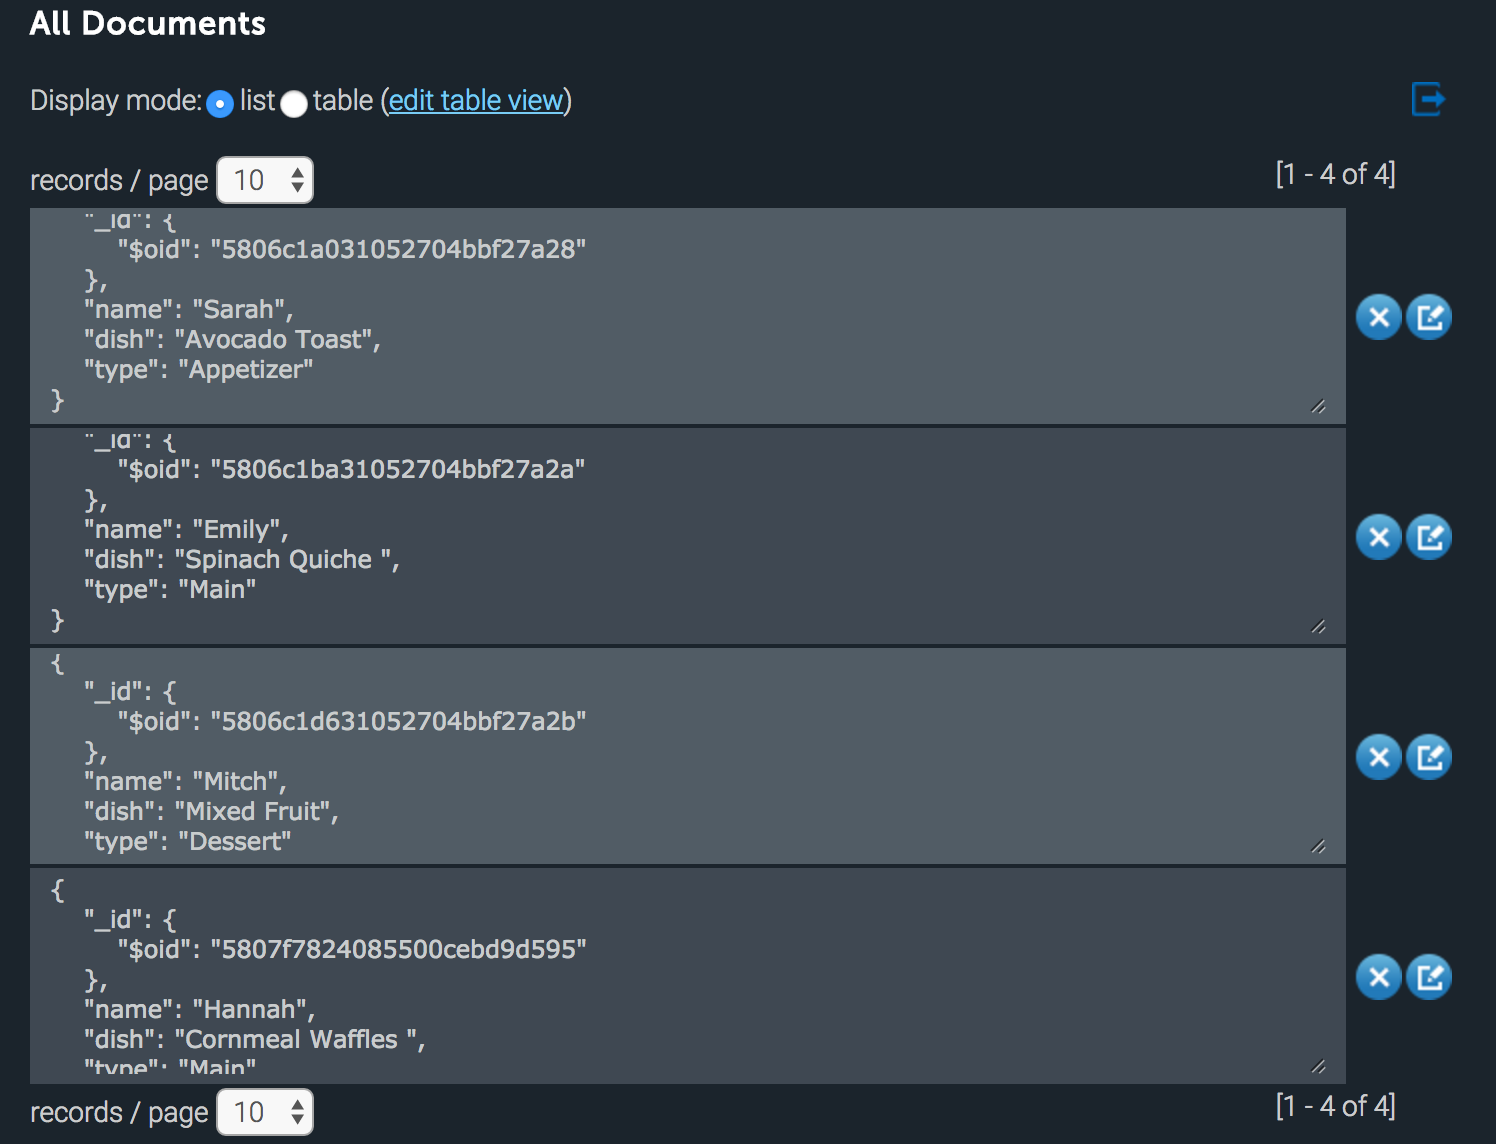 All Documents
Display mode: list table (edit table view)
records / page 10
[1 - 4 of 4]
"_id": {
"$oid": "5806c1a031052704bbf27a28"
},
"name": "Sarah",
"dish": "Avocado Toast",
"type": "Appetizer"
}
"_id": {
"$oid": "5806c1ba31052704bbf27a2a"
},
"name": "Emily",
"dish": "Spinach Quiche ",
"type": "Main"
}
{
"_id": {
"$oid": "5806c1d631052704bbf27a2b"
},
"name": "Mitch",
"dish": "Mixed Fruit",
"type": "Dessert"
{
"_id": {
"$oid": "5807f7824085500cebd9d595"
},
"name": "Hannah",
"dish": "Cornmeal Waffles ",
"type": "Main"
records / page 10
[1 - 4 of 4]